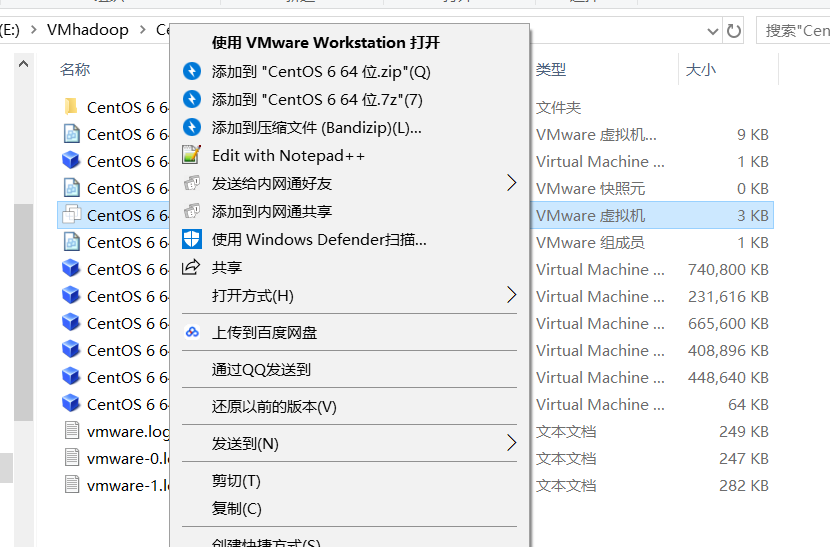 (E:) > VMhadoop > Ce
搜索"Cen
名称
类型
大小
CentOS 6 64
文件夹
CentOS 6 64
VMware 虚拟机...
9 KB
CentOS 6 64
Virtual Machine ...
1 KB
CentOS 6 64
VMware 快照元
0 KB
CentOS 6 64
VMware 虚拟机
3 KB
CentOS 6 64
VMware 组成员
1 KB
CentOS 6 64
Virtual Machine ...
740,800 KB
CentOS 6 64
Virtual Machine ...
231,616 KB
CentOS 6 64
Virtual Machine ...
665,600 KB
CentOS 6 64
Virtual Machine ...
408,896 KB
CentOS 6 64
Virtual Machine ...
448,640 KB
CentOS 6 64
Virtual Machine ...
64 KB
vmware.log
文本文档
249 KB
vmware-0.l
文本文档
247 KB
vmware-1.l
文本文档
282 KB
使用 VMware Workstation 打开
添加到 "CentOS 6 64 位.zip"(Q)
添加到 "CentOS 6 64 位.7z"(7)
添加到压缩文件 (Bandizip)(L)...
Edit with Notepad++
发送给内网通好友
添加到内网通共享
使用 Windows Defender扫描...
共享
打开方式(H)
上传到百度网盘
通过QQ发送到
还原以前的版本(V)
发送到(N)
剪切(T)
复制(C)
创建快捷方式(S)